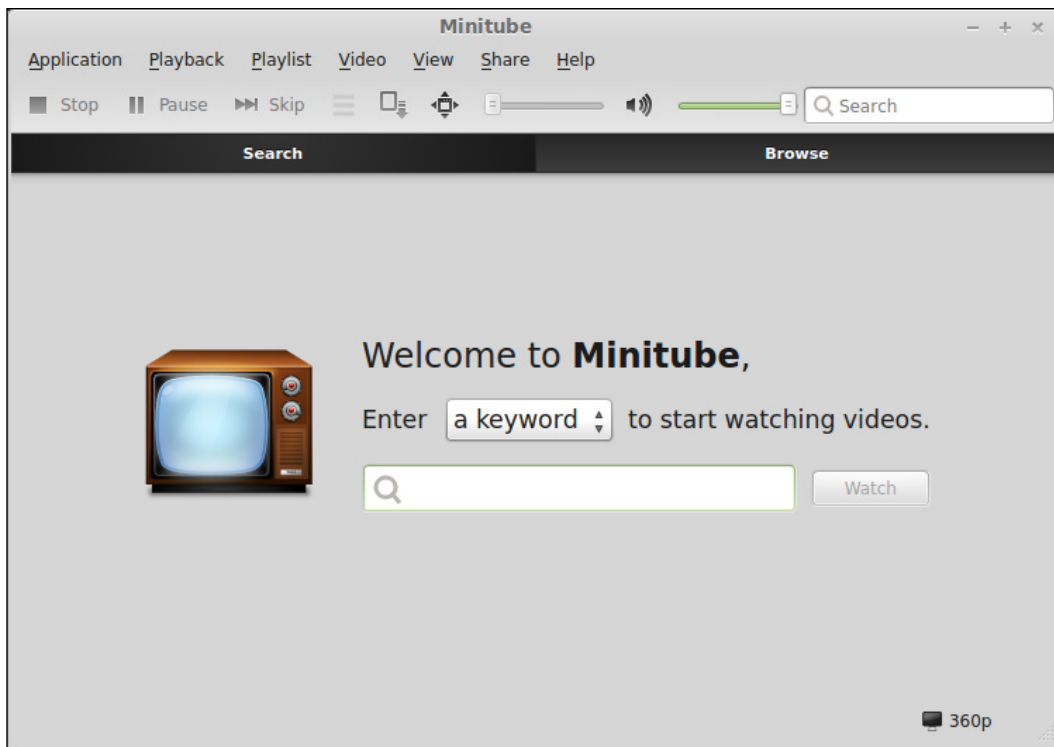 Minitube
Application Playback Playlist Video View Share Help
Stop Pause Skip Search
Search Browse
Welcome to Minitube,
Enter a keyword to start watching videos.
Watch
360p